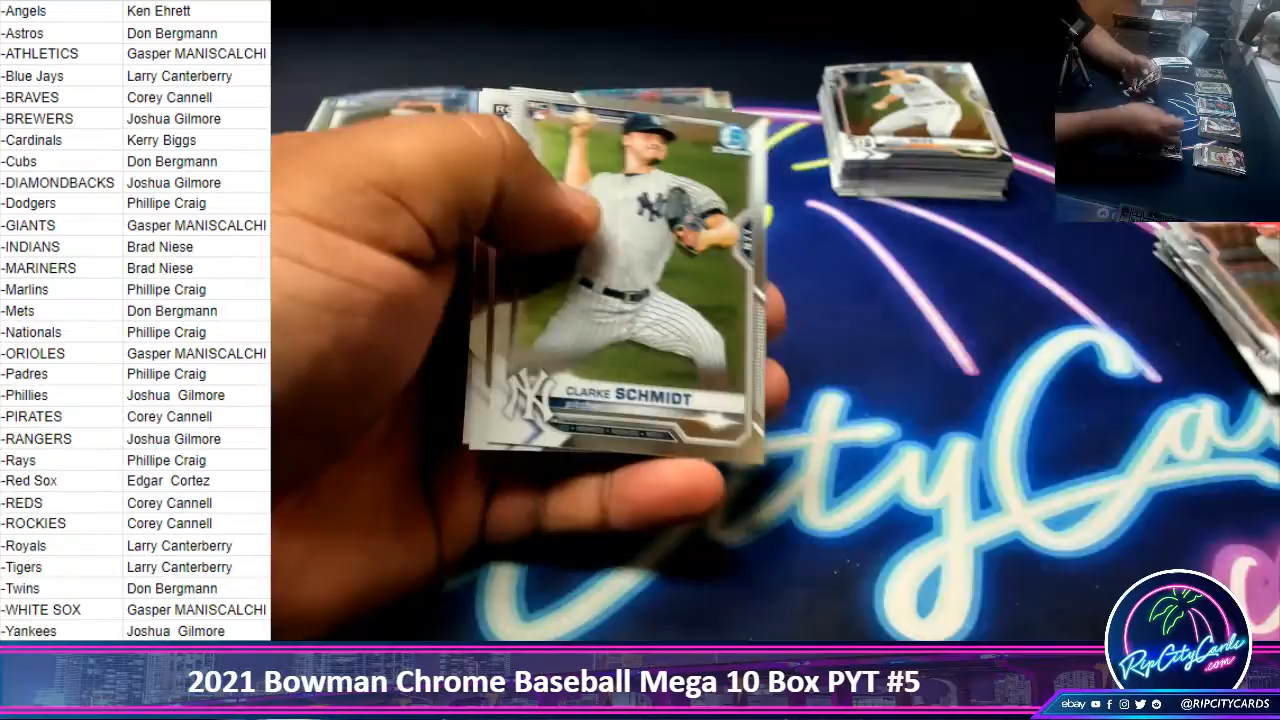 -Angels Ken Ehrett
-Astros Don Bergmann
-ATHLETICS Gasper MANISCALCHI
-Blue Jays Larry Canterberry
-BRAVES Corey Cannell
-BREWERS Joshua Gilmore
-Cardinals Kerry Biggs
-Cubs Don Bergmann
-DIAMONDBACKS Joshua Gilmore
-Dodgers Phillipe Craig
-GIANTS Gasper MANISCALCHI
-INDIANS Brad Niese
-MARINERS Brad Niese
-Marlins Phillipe Craig
-Mets Don Bergmann
-Nationals Phillipe Craig
-ORIOLES Gasper MANISCALCHI
-Padres Phillipe Craig
-Phillies Joshua  Gilmore
-PIRATES Corey Cannell
-RANGERS Joshua Gilmore
-Rays Phillipe Craig
-Red Sox Edgar  Cortez
-REDS Corey Cannell
-ROCKIES Corey Cannell
-Royals Larry Canterberry
-Tigers Larry Canterberry
-Twins Don Bergmann
-WHITE SOX Gasper MANISCALCHI
-Yankees Joshua  Gilmore
NY
NY
CLARKE SCHMIDT
ityCa
RipCityCards
.com
2021 Bowman Chrome Baseball Mega 10 Box PYT #5
ebay @RIPCITYCARDS